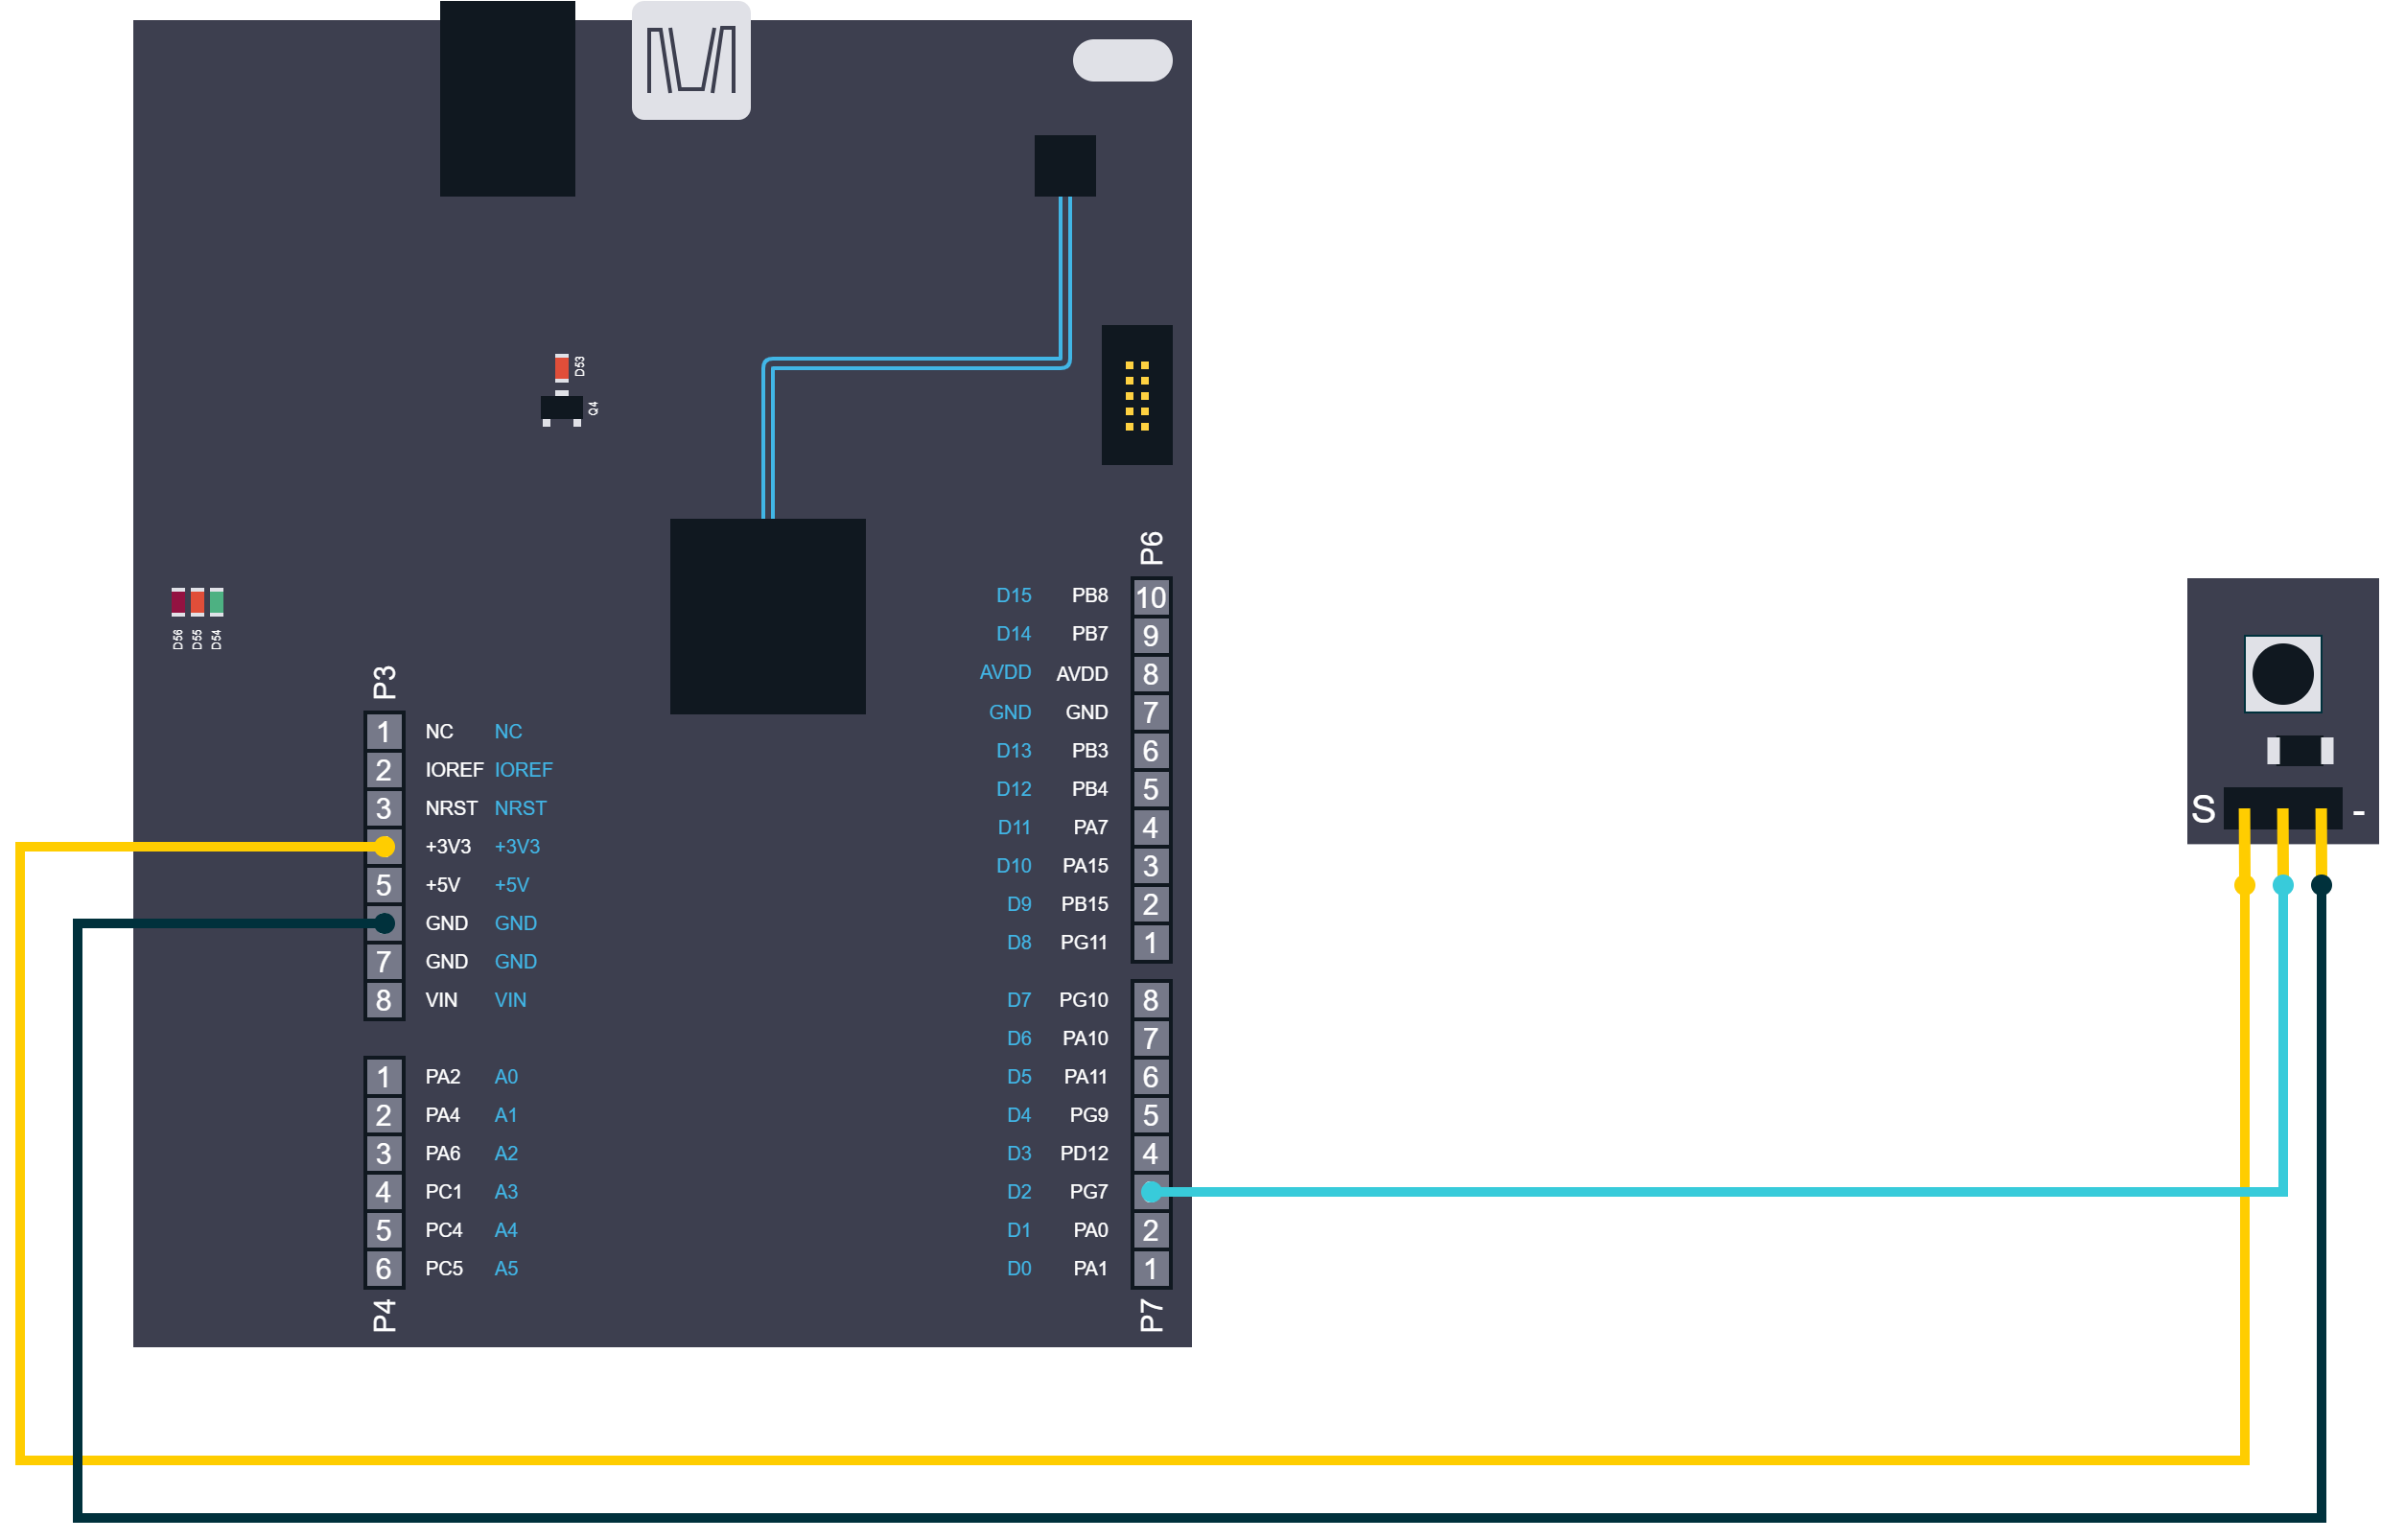 D53
Q4
D56
D55
D54
P3
1 NC NC
2 IOREF IOREF
3 NRST NRST
+3V3 +3V3
5 +5V +5V
GND GND
7 GND GND
8 VIN VIN
1 PA2 A0
2 PA4 A1
3 PA6 A2
4 PC1 A3
5 PC4 A4
6 PC5 A5
P4
P6
D15 PB8 10
D14 PB7 9
AVDD AVDD 8
GND GND 7
D13 PB3 6
D12 PB4 5
D11 PA7 4
D10 PA15 3
D9 PB15 2
D8 PG11 1
D7 PG10 8
D6 PA10 7
D5 PA11 6
D4 PG9 5
D3 PD12 4
D2 PG7
D1 PA0 2
D0 PA1 1
P7
S -